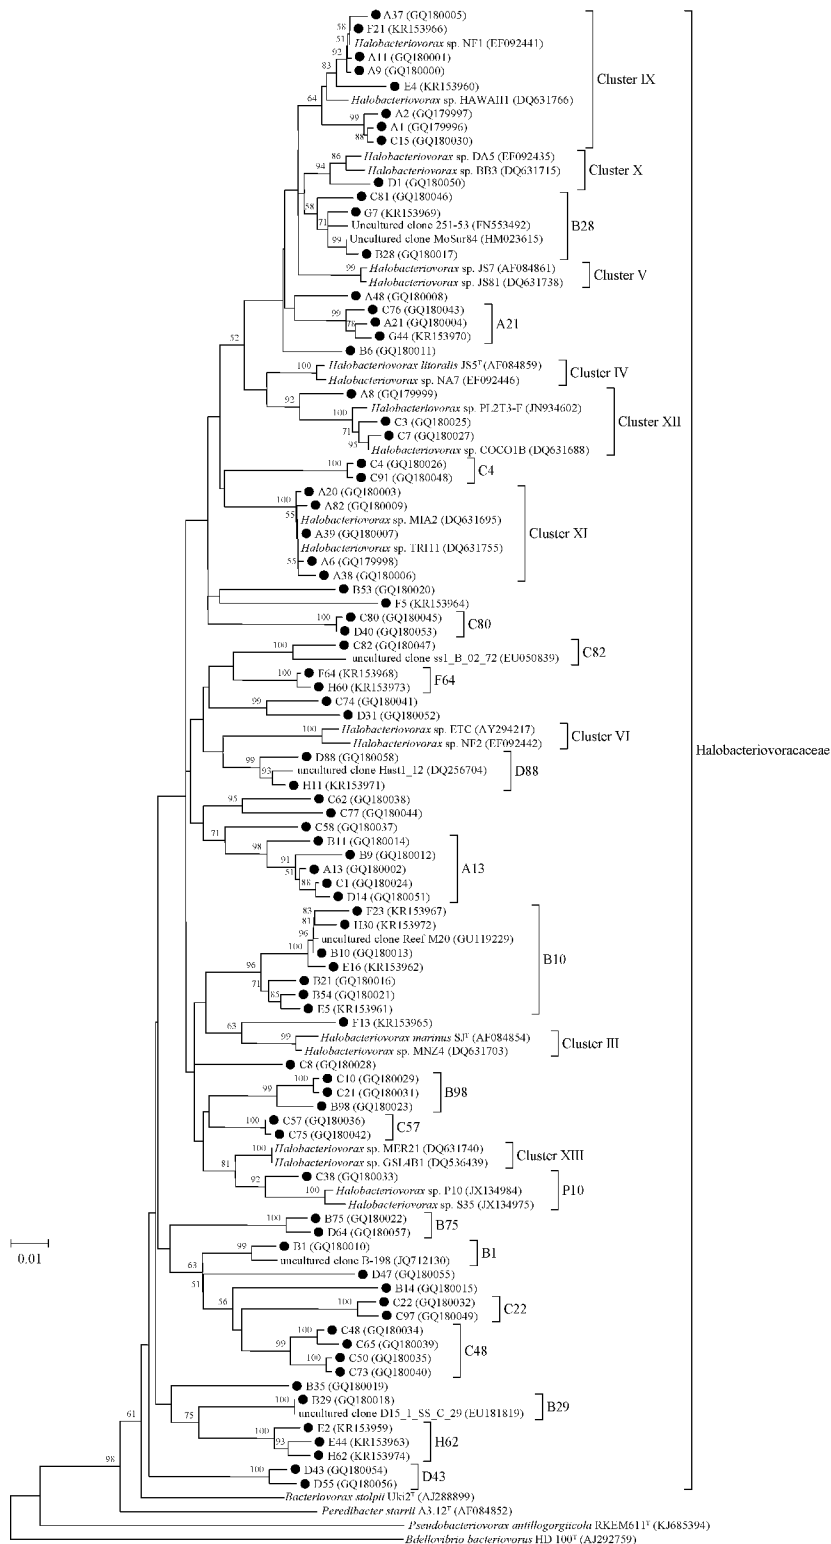 A37 (GQ180005)
58
F21 (KR153966)
51
Halobacteriovorax sp. NF1 (EF092441)
92
A11 (GQ180001)
83
A9 (GQ180000)
Cluster IX
E4 (KR153960)
64
Halobacteriovorax sp. HAWAII1 (DQ631766)
A2 (GQ179997)
99
A1 (GQ179996)
88
C15 (GQ180030)
86
Halobacteriovorax sp. DA5 (EF092435)
94
Halobacteriovorax sp. BB3 (DQ631715)
Cluster X
D1 (GQ180050)
C81 (GQ180046)
58
G7 (KR153969)
71
Uncultured clone 251-53 (FN553492)
B28
99
Uncultured clone MoSur84 (HM023615)
B28 (GQ180017)
99
Halobacteriovorax sp. JS7 (AF084861)
Cluster V
Halobacteriovorax sp. JS81 (DQ631738)
A48 (GQ180008)
C76 (GQ180043)
99
78
A21 (GQ180004)
A21
G44 (KR153970)
52
B6 (GQ180011)
100
Halobacteriovorax litoralis JS5T (AF084859)
Cluster IV
Halobacteriovorax sp. NA7 (EF092446)
92
A8 (GQ179999)
100
Halobacteriovorax sp. PL2T3-F (JN934602)
C3 (GQ180025)
Cluster XII
71
C7 (GQ180027)
95
Halobacteriovorax sp. COCO1B (DQ631688)
100
C4 (GQ180026)
C4
C91 (GQ180048)
A20 (GQ180003)
100
A82 (GQ180009)
55
Halobacteriovorax sp. MIA2 (DQ631695)
A39 (GQ180007)
Cluster XI
Halobacteriovorax sp. TRI11 (DQ631755)
55
A6 (GQ179998)
A38 (GQ180006)
B53 (GQ180020)
F5 (KR153964)
100
C80 (GQ180045)
C80
D40 (GQ180053)
100
C82 (GQ180047)
C82
uncultured clone ss1_B_02_72 (EU050839)
100
F64 (KR153968)
F64
H60 (KR153973)
99
C74 (GQ180041)
D31 (GQ180052)
100
Halobacteriovorax sp. ETC (AY294217)
Cluster VI
Halobacteriovorax sp. NF2 (EF092442)
Halobacteriovoracaceae
99
D88 (GQ180058)
93
uncultured clone Hast1_12 (DQ256704)
D88
H11 (KR153971)
95
C62 (GQ180038)
C77 (GQ180044)
71
C58 (GQ180037)
98
B11 (GQ180014)
91
B9 (GQ180012)
51
A13 (GQ180002)
A13
88
C1 (GQ180024)
D14 (GQ180051)
83
F23 (KR153967)
81
H30 (KR153972)
96
uncultured clone Reef M20 (GU119229)
100
B10 (GQ180013)
B10
96
E16 (KR153962)
71
B21 (GQ180016)
85
B54 (GQ180021)
E5 (KR153961)
63
F13 (KR153965)
99
Halobacteriovorax marinus SJT (AF084854)
Cluster III
Halobacteriovorax sp. MNZ4 (DQ631703)
C8 (GQ180028)
100
C10 (GQ180029)
99
C21 (GQ180031)
B98
B98 (GQ180023)
100
C57 (GQ180036)
C57
C75 (GQ180042)
100
Halobacteriovorax sp. MER21 (DQ631740)
Cluster XIII
81
Halobacteriovorax sp. GSL4B1 (DQ536439)
92
C38 (GQ180033)
100
Halobacteriovorax sp. P10 (JX134984)
P10
Halobacteriovorax sp. S35 (JX134975)
100
B75 (GQ180022)
B75
D64 (GQ180057)
0.01
99
B1 (GQ180010)
B1
63
uncultured clone B-198 (JQ712130)
51
D47 (GQ180055)
56
B14 (GQ180015)
100
C22 (GQ180032)
C22
C97 (GQ180049)
100
C48 (GQ180034)
99
C65 (GQ180039)
C48
100
C50 (GQ180035)
C73 (GQ180040)
B35 (GQ180019)
61
100
B29 (GQ180018)
B29
75
uncultured clone D15_1_SS_C_29 (EU181819)
100
E2 (KR153959)
93
E44 (KR153963)
H62
98
H62 (KR153974)
100
D43 (GQ180054)
D43
D55 (GQ180056)
Bacteriovorax stolpii Uki2T (AJ288899)
Peredibacter starrii A3.12T (AF084852)
Pseudobacteriovorax antillogorgiicola RKEM611T (KJ685394)
Bdellovibrio bacteriovorus HD 100T (AJ292759)